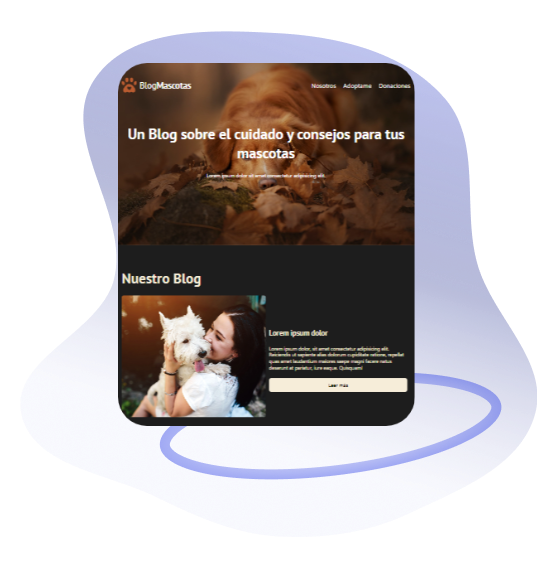 BlogMascotas
Nosotros Adoptame Donaciones
Un Blog sobre el cuidado y consejos para tus
mascotas
Lorem ipsum dolor sit amet consectetur adipisicing elit.
Nuestro Blog
Lorem ipsum dolor
Lorem ipsum dolor, sit amet consectetur adipisicing elit.
Reiciendis ut sapiente alias dolorum cupiditate ratione, repellat
quas laudantium maiores saepe magni facere natus
deserunt at pariatur, iure eaque. Quisquam!
Leer más